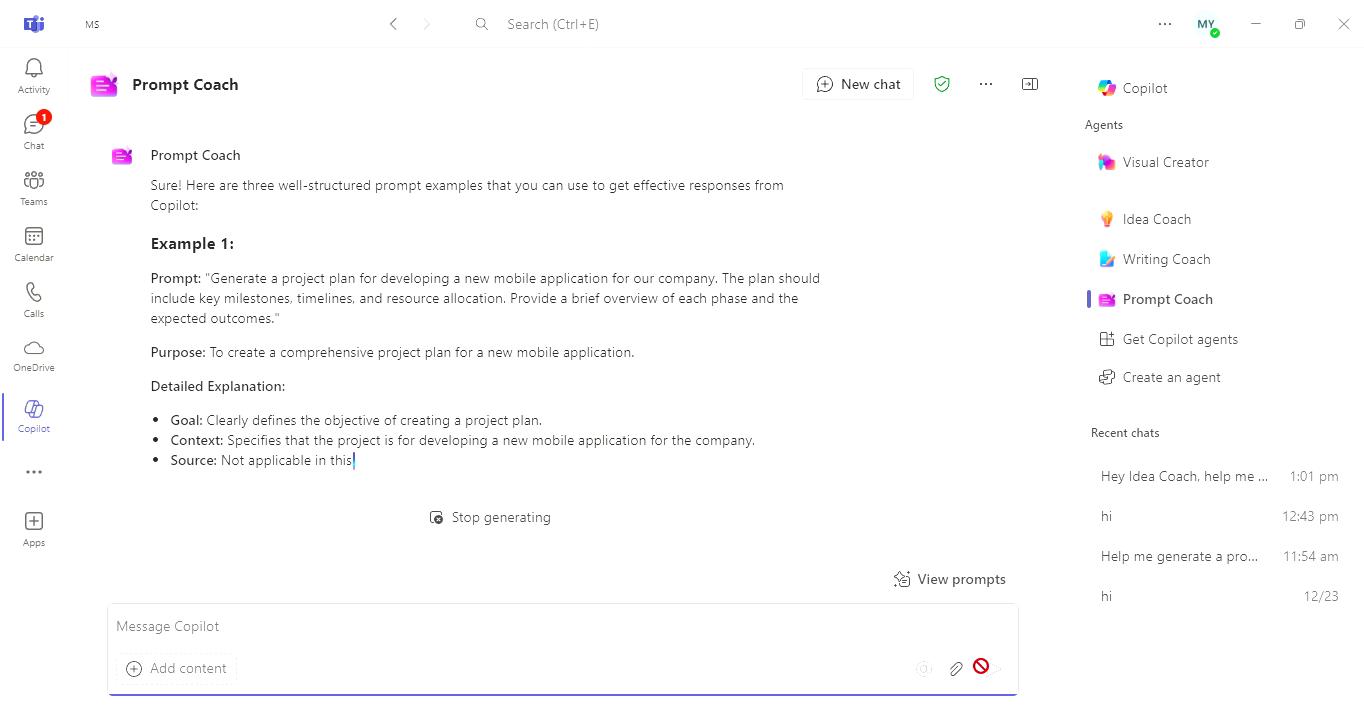 MS
Search (Ctrl+E)
MY
Activity
1
Chat
Teams
Calendar
Calls
OneDrive
Copilot
Apps
Prompt Coach
New chat
Prompt Coach
Sure! Here are three well-structured prompt examples that you can use to get effective responses from
Copilot:
Example 1:
Prompt: "Generate a project plan for developing a new mobile application for our company. The plan should
include key milestones, timelines, and resource allocation. Provide a brief overview of each phase and the
expected outcomes."
Purpose: To create a comprehensive project plan for a new mobile application.
Detailed Explanation:
• Goal: Clearly defines the objective of creating a project plan.
• Context: Specifies that the project is for developing a new mobile application for the company.
• Source: Not applicable in this
Stop generating
View prompts
Message Copilot
Add content
Copilot
Agents
Visual Creator
Idea Coach
Writing Coach
Prompt Coach
Get Copilot agents
Create an agent
Recent chats
Hey Idea Coach, help me ... 1:01 pm
hi 12:43 pm
Help me generate a pro... 11:54 am
hi 12/23